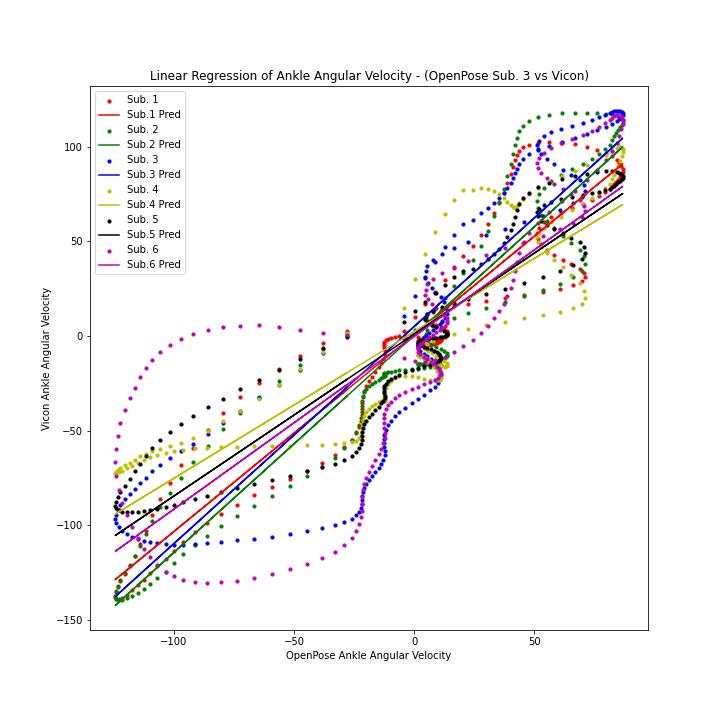 Linear Regression of Ankle Angular Velocity - (OpenPose Sub. 3 vs Vicon)
Sub. 1
Sub.1 Pred
Sub. 2
Sub.2 Pred
Sub. 3
Sub.3 Pred
Sub. 4
Sub.4 Pred
Sub. 5
Sub.5 Pred
Sub. 6
Sub.6 Pred
100
50
0
−50
−100
−150
Vicon Ankle Angular Velocity
−100
−50
0
50
OpenPose Ankle Angular Velocity